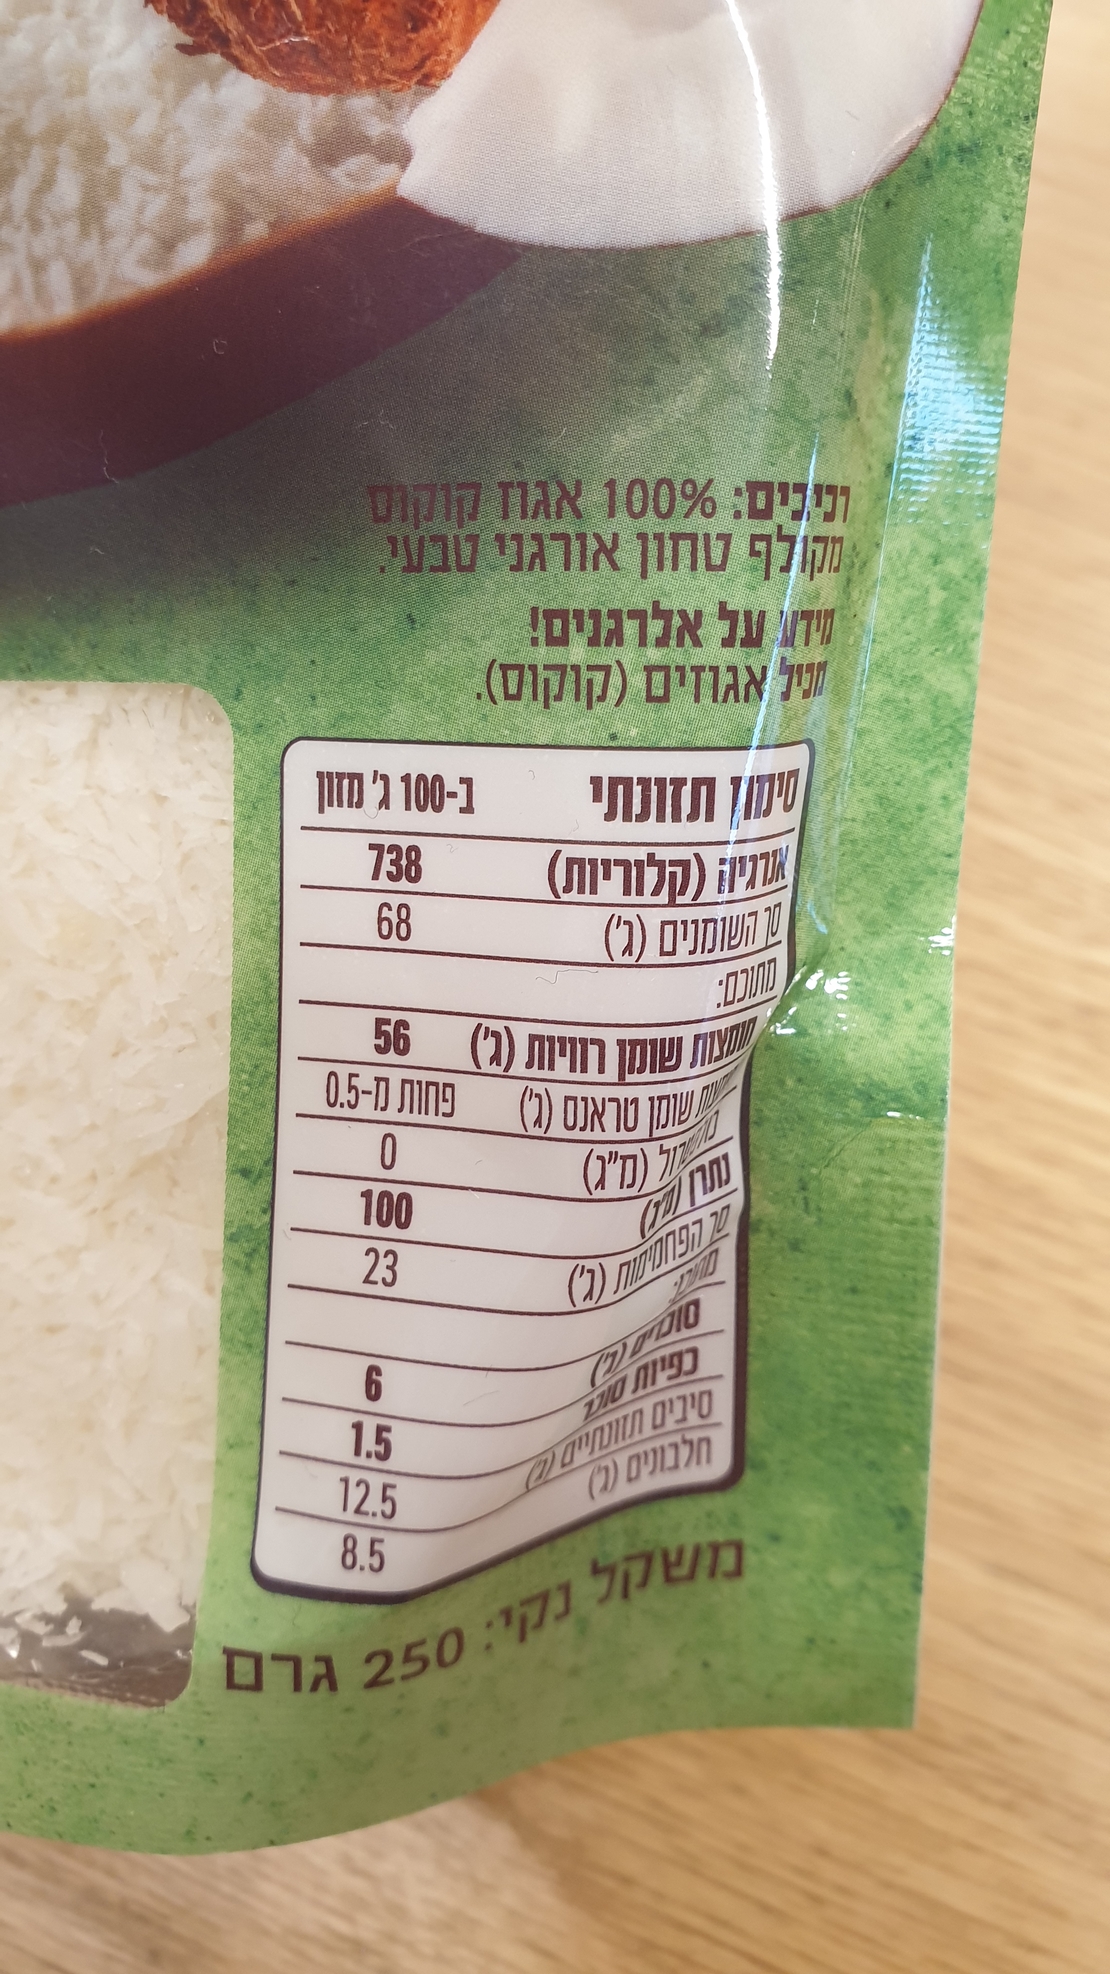 רכיבים: 100% אגוז קוקוס
מקולף טחון אורגני טבעי.
מידע על אלרגנים!
מכיל אגוזים (קוקוס).
סימון תזונתי ב-100 ג' מזון
אנרגיה (קלוריות) 738
סך השומנים (ג') 68
מתוכם:
חומצות שומן רוויות (ג') 56
חומצות שומן טראנס (ג') פחות מ-0.5
כולסטרול (מ"ג) 0
נתרן (מ"ג) 100
סך הפחמימות (ג') 23
מתוכן:
סוכרים (ג') 6
כפיות סוכר 1.5
סיבים תזונתיים (ג') 12.5
חלבונים (ג') 8.5
משקל נקי: 250 גרם